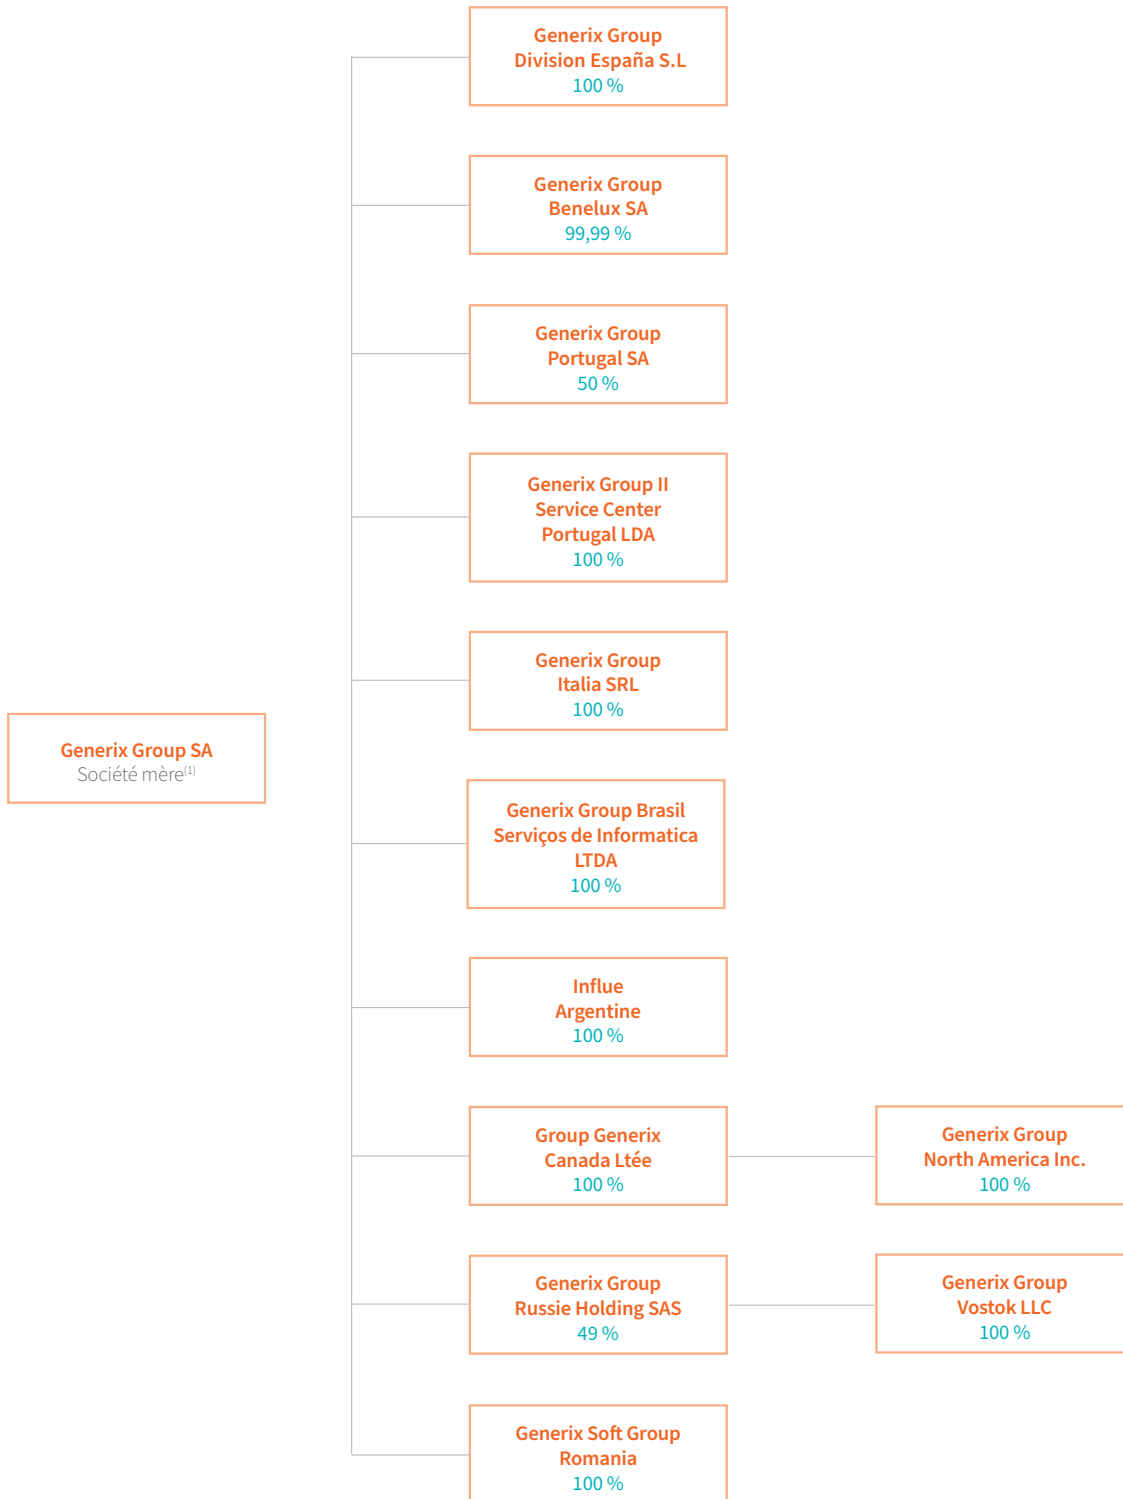 Generix Group
Division España S.L
100 %
Generix Group
Benelux SA
99,99 %
Generix Group
Portugal SA
50 %
Generix Group II
Service Center
Portugal LDA
100 %
Generix Group
Italia SRL
100 %
Generix Group SA
Société mère(1)
Generix Group Brasil
Serviços de Informatica
LTDA
100 %
Influe
Argentine
100 %
Group Generix
Canada Ltée
100 %
Generix Group
North America Inc.
100 %
Generix Group
Russie Holding SAS
49 %
Generix Group
Vostok LLC
100 %
Generix Soft Group
Romania
100 %